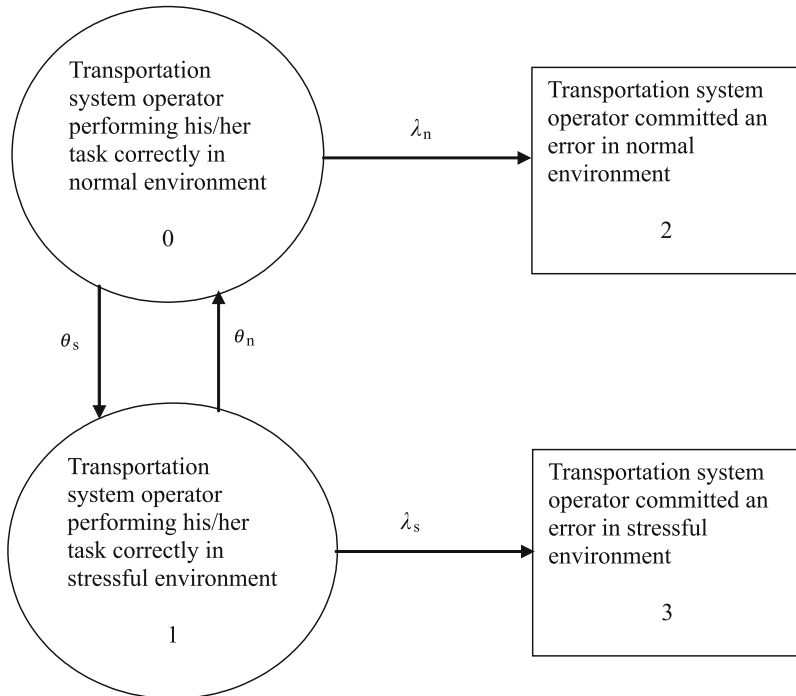 Transportation
system operator
performing his/her
task correctly in
normal environment
0
λn
Transportation system
operator committed an
error in normal
environment
2
θs
θn
Transportation
system operator
performing his/her
task correctly in
stressful environment
1
λs
Transportation system
operator committed an
error in stressful
environment
3